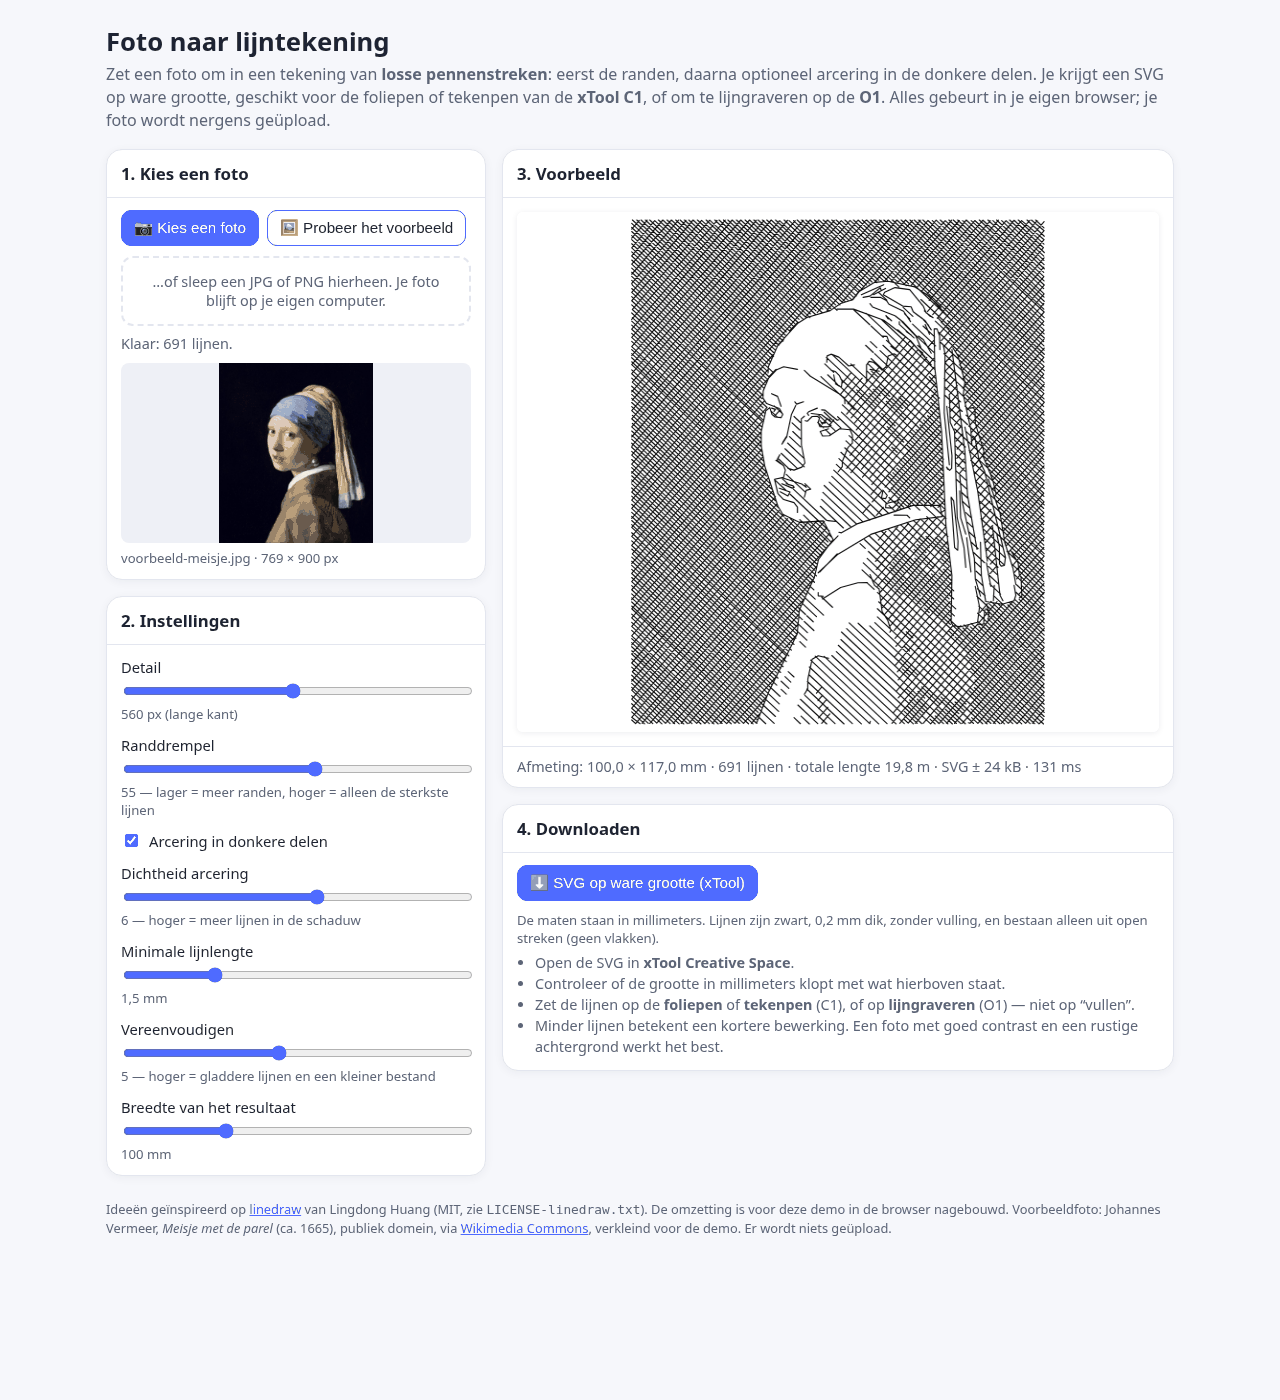 Foto naar lijntekening
Zet een foto om in een tekening van losse pennenstreken: eerst de randen, daarna optioneel arcering in de donkere delen. Je krijgt een SVG
op ware grootte, geschikt voor de foliepen of tekenpen van de xTool C1, of om te lijngraveren op de O1. Alles gebeurt in je eigen browser; je
foto wordt nergens geüpload.
1. Kies een foto
📷 Kies een foto
🖼️ Probeer het voorbeeld
…of sleep een JPG of PNG hierheen. Je foto
blijft op je eigen computer.
Klaar: 691 lijnen.
voorbeeld-meisje.jpg · 769 × 900 px
2. Instellingen
Detail
560 px (lange kant)
Randdrempel
55 — lager = meer randen, hoger = alleen de sterkste
lijnen
Arcering in donkere delen
Dichtheid arcering
6 — hoger = meer lijnen in de schaduw
Minimale lijnlengte
1,5 mm
Vereenvoudigen
5 — hoger = gladdere lijnen en een kleiner bestand
Breedte van het resultaat
100 mm
3. Voorbeeld
Afmeting: 100,0 × 117,0 mm · 691 lijnen · totale lengte 19,8 m · SVG ± 24 kB · 131 ms
4. Downloaden
⬇️ SVG op ware grootte (xTool)
De maten staan in millimeters. Lijnen zijn zwart, 0,2 mm dik, zonder vulling, en bestaan alleen uit open
streken (geen vlakken).
• Open de SVG in xTool Creative Space.
• Controleer of de grootte in millimeters klopt met wat hierboven staat.
• Zet de lijnen op de foliepen of tekenpen (C1), of op lijngraveren (O1) — niet op “vullen”.
• Minder lijnen betekent een kortere bewerking. Een foto met goed contrast en een rustige
achtergrond werkt het best.
Ideeën geïnspireerd op linedraw van Lingdong Huang (MIT, zie LICENSE-linedraw.txt). De omzetting is voor deze demo in de browser nagebouwd. Voorbeeldfoto: Johannes
Vermeer, Meisje met de parel (ca. 1665), publiek domein, via Wikimedia Commons, verkleind voor de demo. Er wordt niets geüpload.